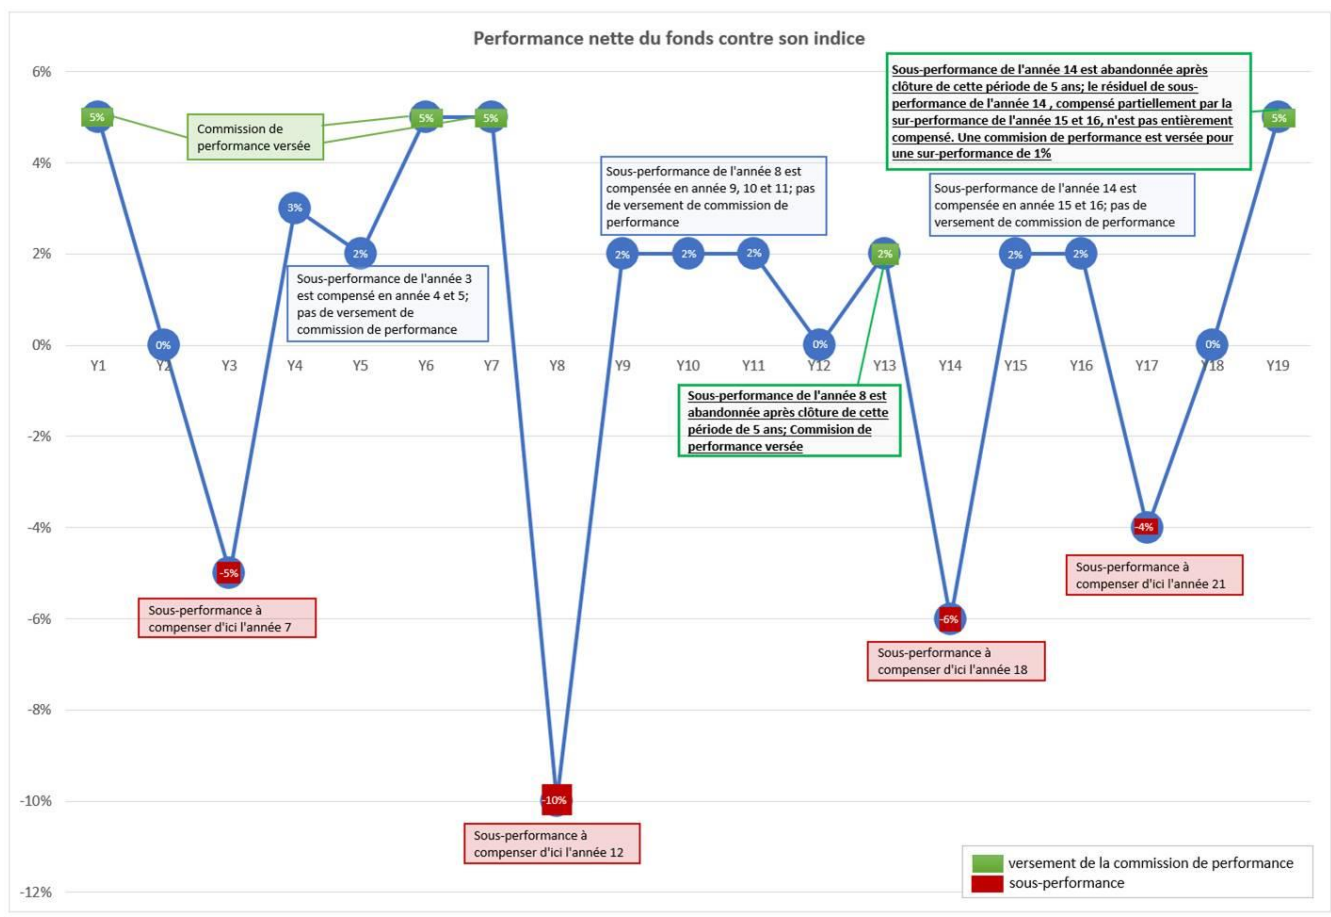 Performance nette du fonds contre son indice
6%
4%
2%
0%
-2%
-4%
-6%
-8%
-10%
-12%
Y1
Y2
Y3
Y4
Y5
Y6
Y7
Y8
Y9
Y10
Y11
Y12
Y13
Y14
Y15
Y16
Y17
Y18
Y19
5%
0%
-5%
3%
2%
5%
5%
-10%
2%
2%
2%
0%
2%
-6%
2%
2%
-4%
0%
5%
Commission de
performance versée
Sous-performance à
compenser d'ici l'année 7
Sous-performance de l'année 3
est compensé en année 4 et 5;
pas de versement de
commission de performance
Sous-performance à
compenser d'ici l'année 12
Sous-performance de l'année 8 est
compensée en année 9, 10 et 11; pas
de versement de commission de
performance
Sous-performance de l'année 8 est
abandonnée après clôture de cette
période de 5 ans; Commision de
performance versée
Sous-performance à
compenser d'ici l'année 18
Sous-performance de l'année 14 est
compensée en année 15 et 16; pas de
versement de commission de performance
Sous-performance à
compenser d'ici l'année 21
Sous-performance de l'année 14 est abandonnée après
clôture de cette période de 5 ans; le résiduel de sous-
performance de l'année 14 , compensé partiellement par la
sur-performance de l'année 15 et 16, n'est pas entièrement
compensé. Une commision de performance est versée pour
une sur-performance de 1%
versement de la commission de performance
sous-performance